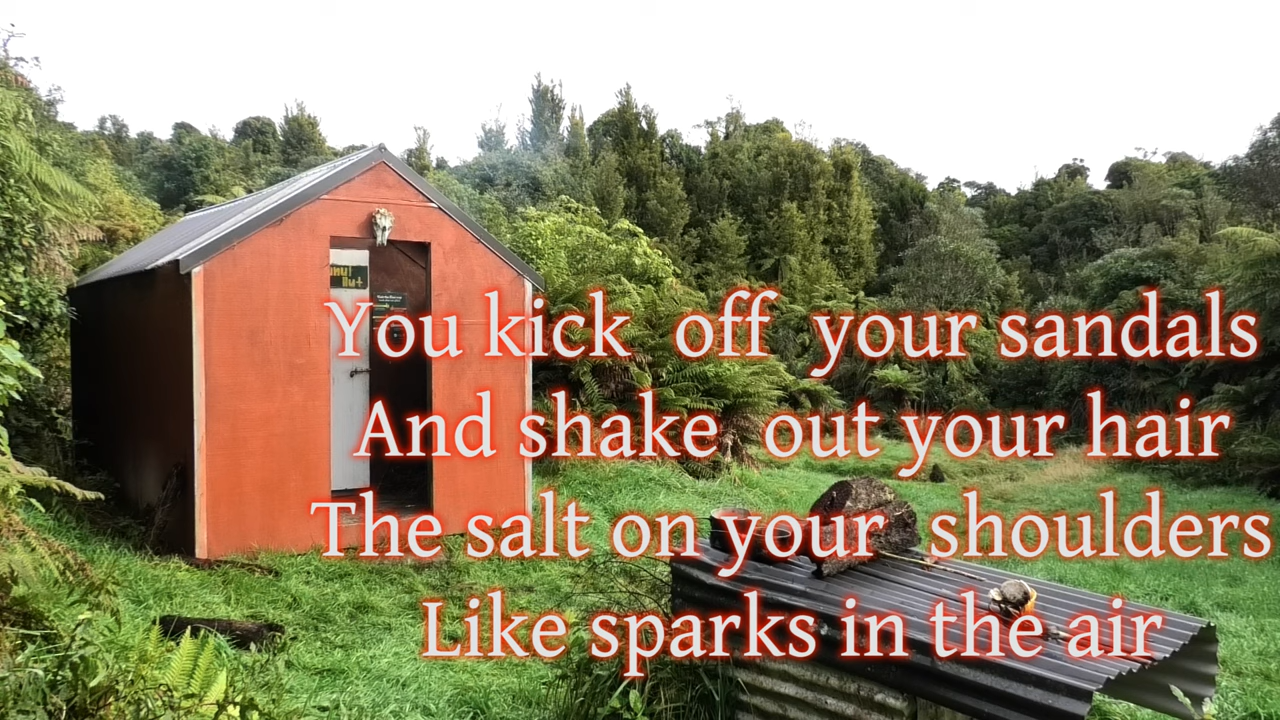 Hut
You kick off your sandals
And shake out your hair
The salt on your shoulders
Like sparks in the air